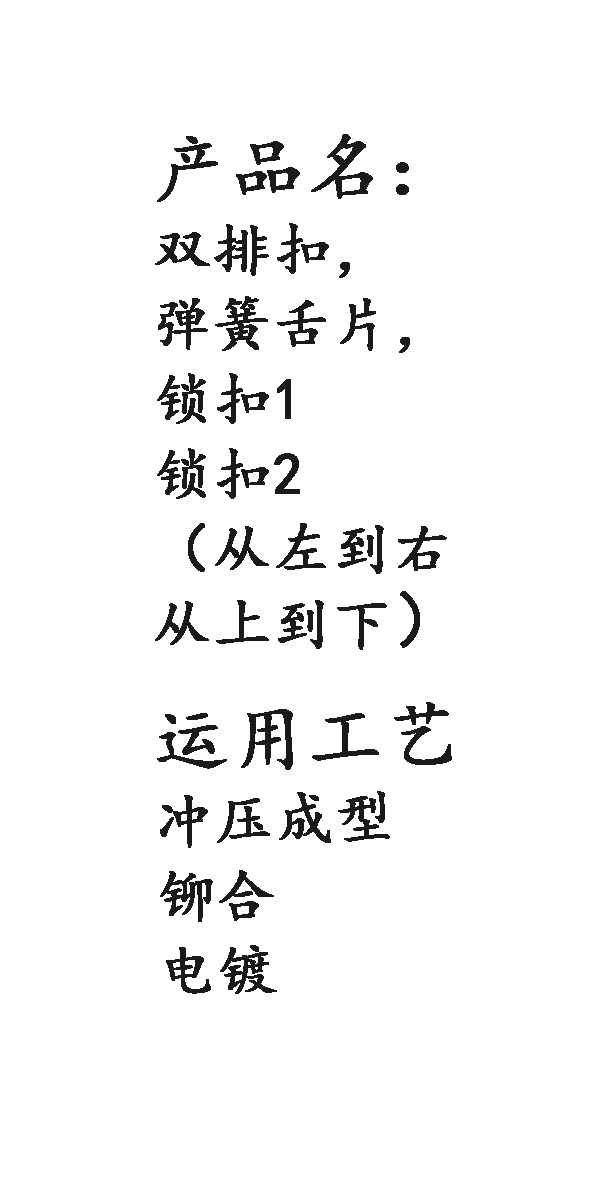 产品名：
双排扣，
弹簧舌片，
锁扣1
锁扣2
（从左到右
从上到下）
运用工艺
冲压成型
铆合
电镀